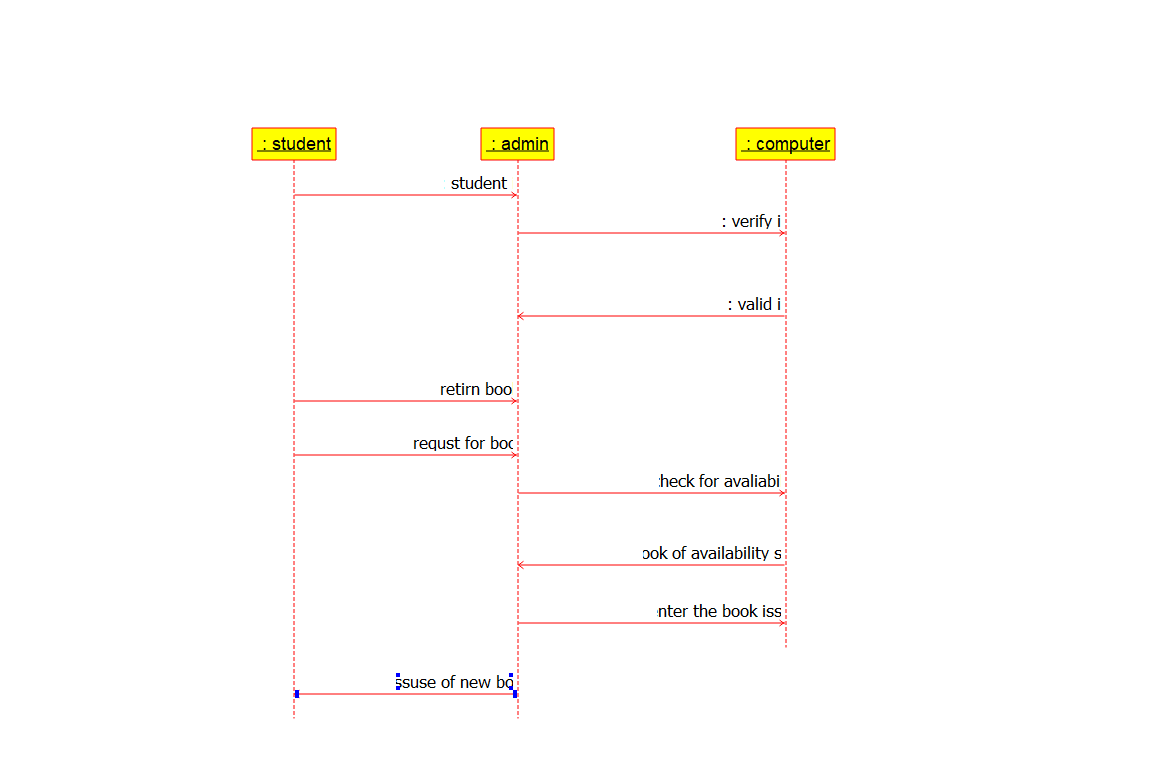 : student
: admin
: computer
student
: verify i
: valid i
retirn boo
requst for boo
heck for avaliabi
ook of availability s
nter the book iss
ssuse of new bo